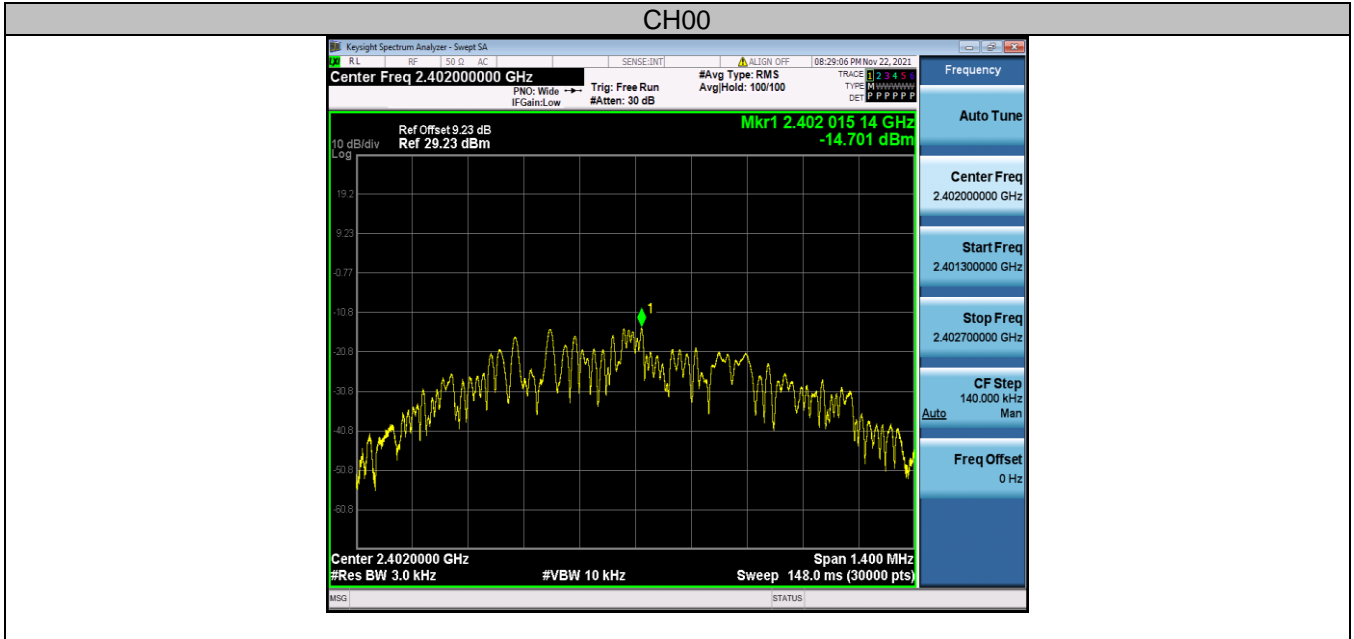 CH00
Keysight Spectrum Analyzer - Swept SA
RL RF 50 Ω AC SENSE:INT ALIGN OFF 08:29:06 PM Nov 22, 2021
Center Freq 2.402000000 GHz
PNO: Wide
IFGain:Low
Trig: Free Run
#Atten: 30 dB
#Avg Type: RMS
Avg|Hold: 100/100
TRACE 1 2 3 4 5 6
TYPE M WWWWW
DET P P P P P P
Mkr1 2.402 015 14 GHz
-14.701 dBm
Ref Offset 9.23 dB
10 dB/div Ref 29.23 dBm
Log
19.2
9.23
-0.77
-10.8
-20.8
-30.8
-40.8
-50.8
-60.8
1
Center 2.4020000 GHz Span 1.400 MHz
#Res BW 3.0 kHz #VBW 10 kHz Sweep 148.0 ms (30000 pts)
MSG STATUS
Frequency
Auto Tune
Center Freq
2.402000000 GHz
Start Freq
2.401300000 GHz
Stop Freq
2.402700000 GHz
CF Step
140.000 kHz
Auto Man
Freq Offset
0 Hz